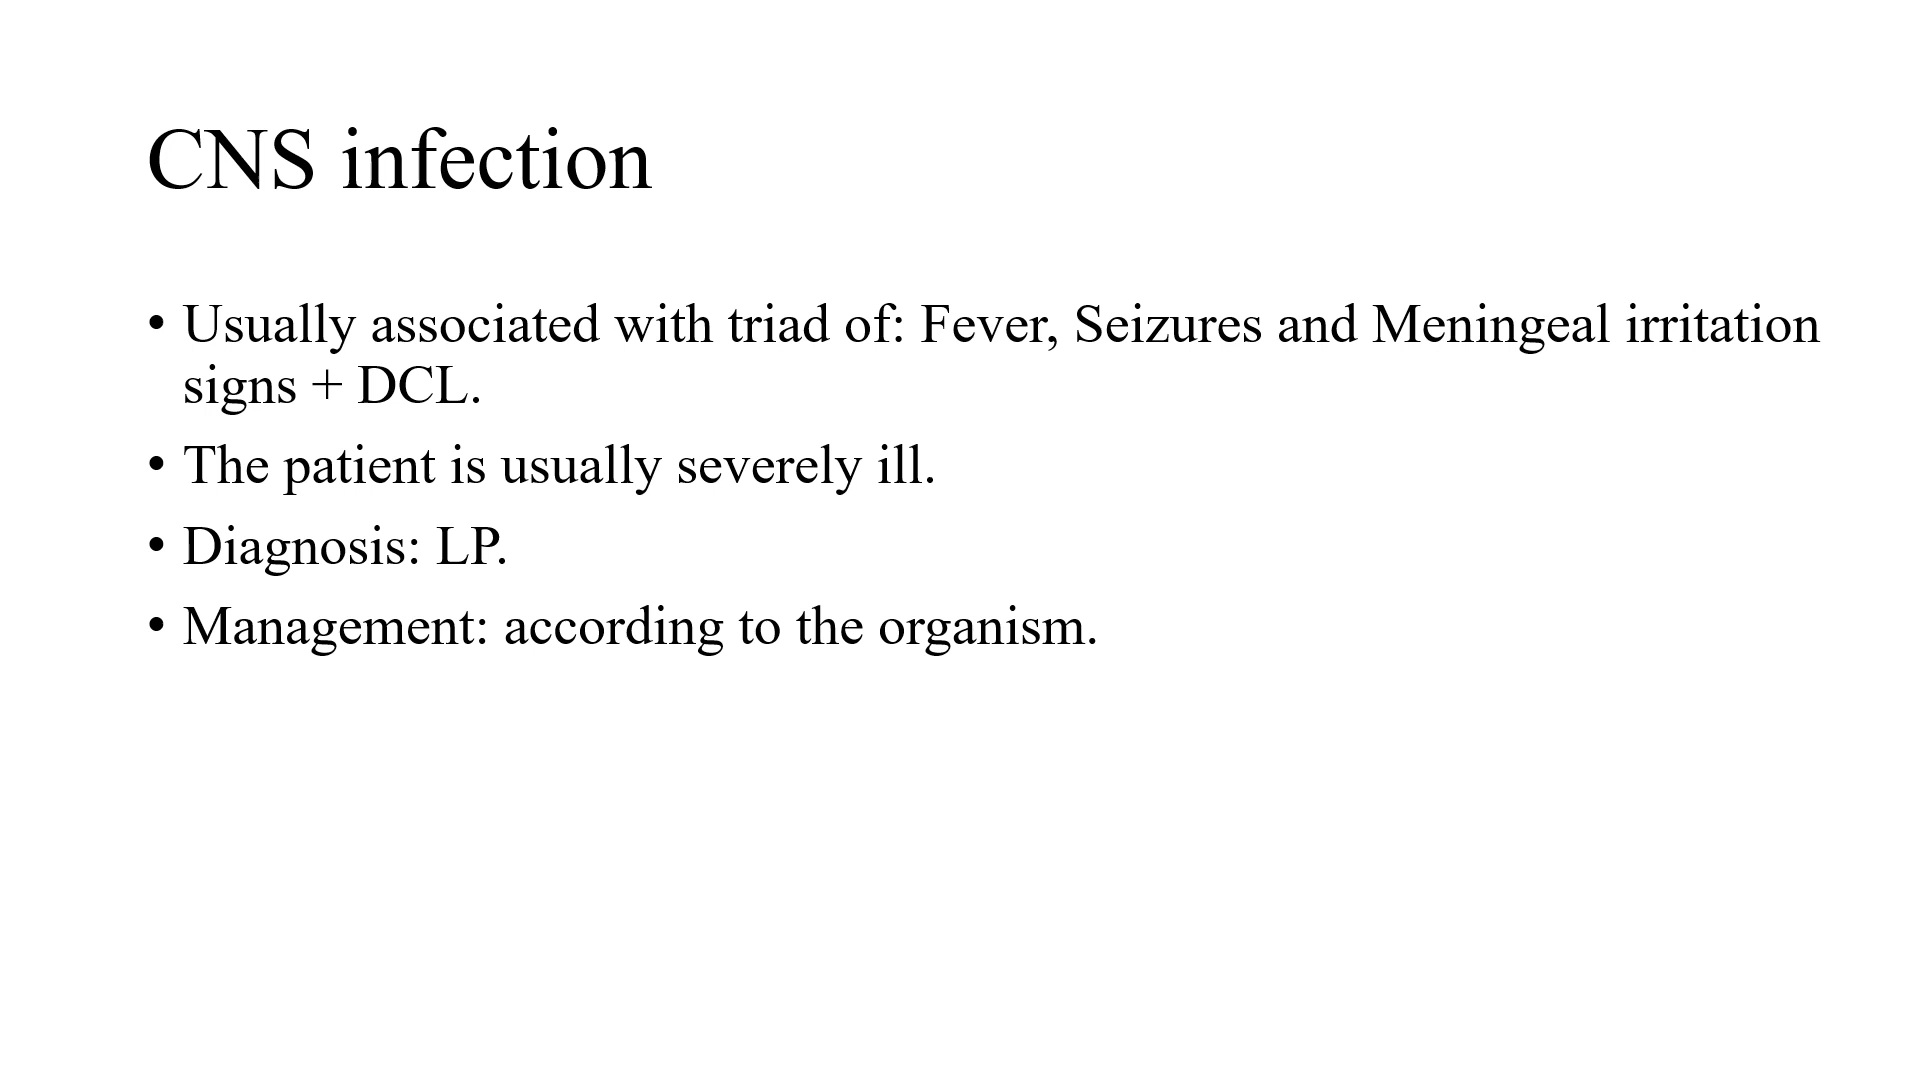 CNS infection
• Usually associated with triad of: Fever, Seizures and Meningeal irritation
signs + DCL.
• The patient is usually severely ill.
• Diagnosis: LP.
• Management: according to the organism.